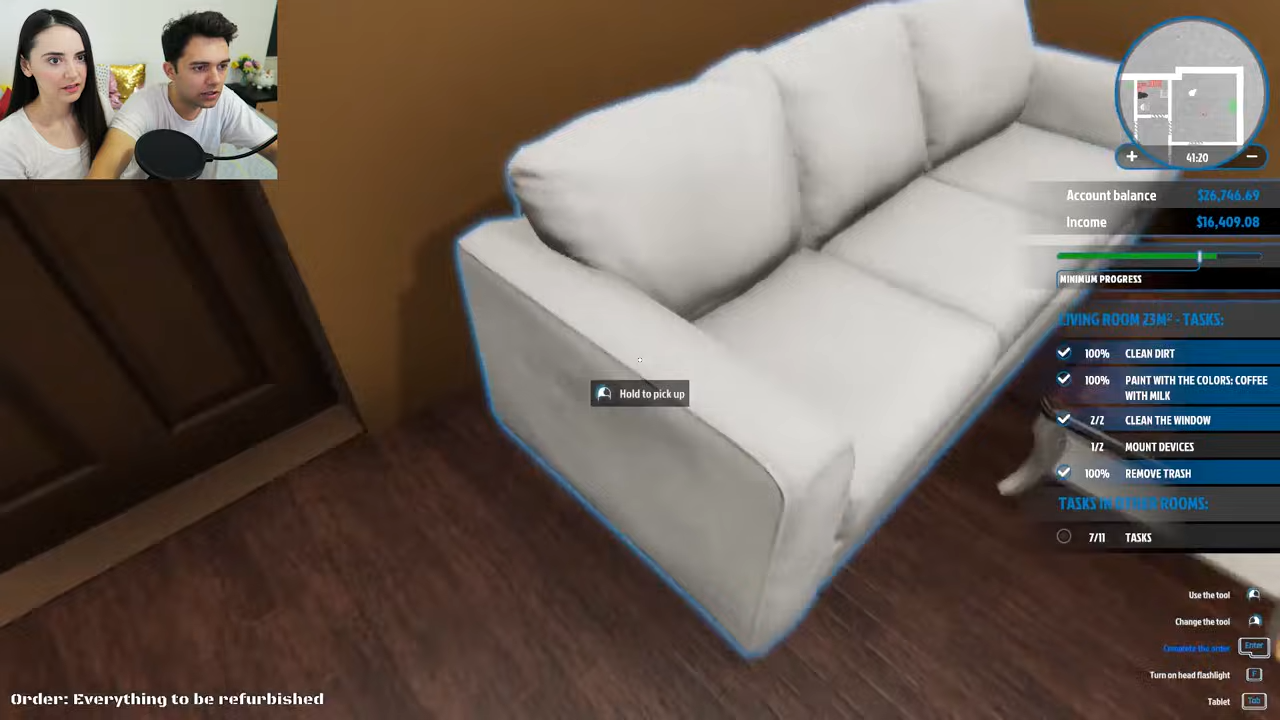 41:20
Account balance $26,746.69
Income $16,409.08
MINIMUM PROGRESS
LIVING ROOM 23M² - TASKS:
100% CLEAN DIRT
100% PAINT WITH THE COLORS: COFFEE
WITH MILK
2/2 CLEAN THE WINDOW
1/2 MOUNT DEVICES
100% REMOVE TRASH
TASKS IN OTHER ROOMS:
7/11 TASKS
Hold to pick up
Use the tool
Change the tool
Complete the order Enter
Turn on head flashlight F
Tablet Tab
Order: Everything to be refurbished